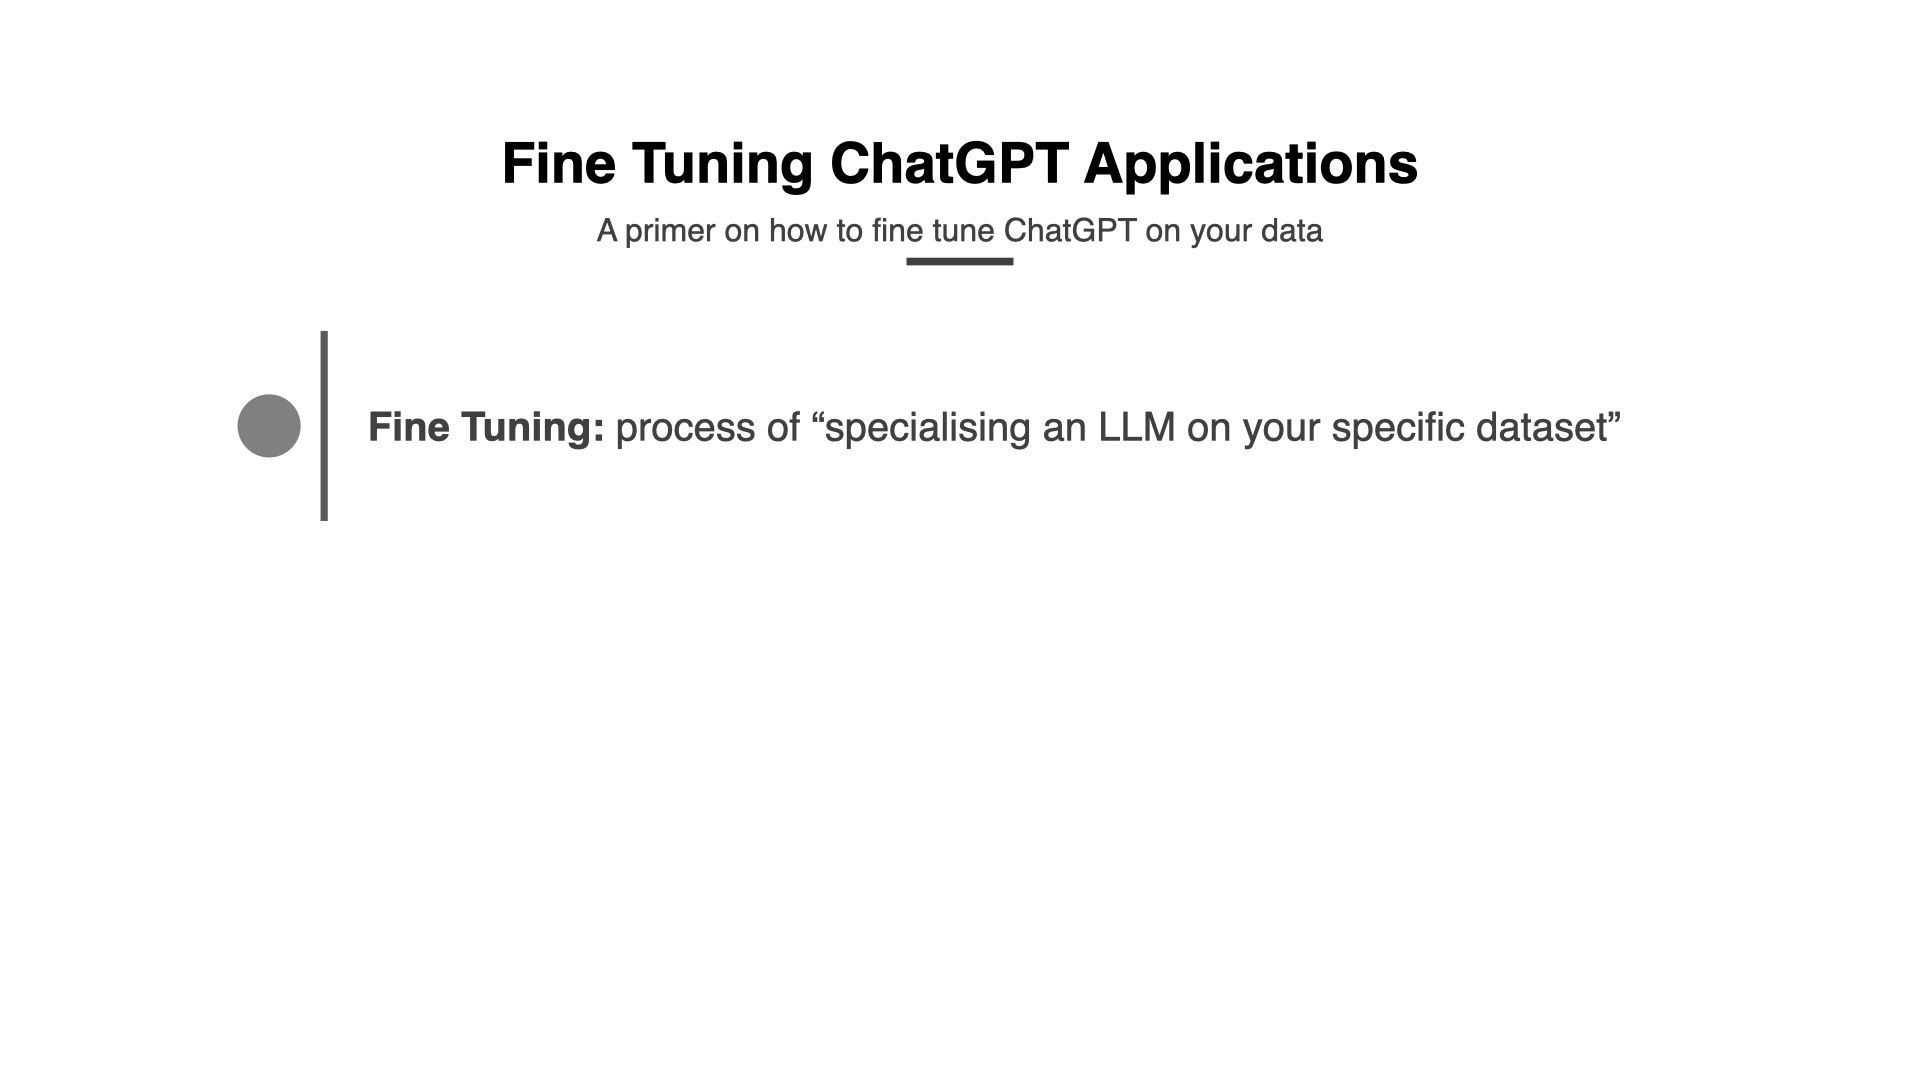 Fine Tuning ChatGPT Applications
A primer on how to fine tune ChatGPT on your data
Fine Tuning: process of “specialising an LLM on your specific dataset”